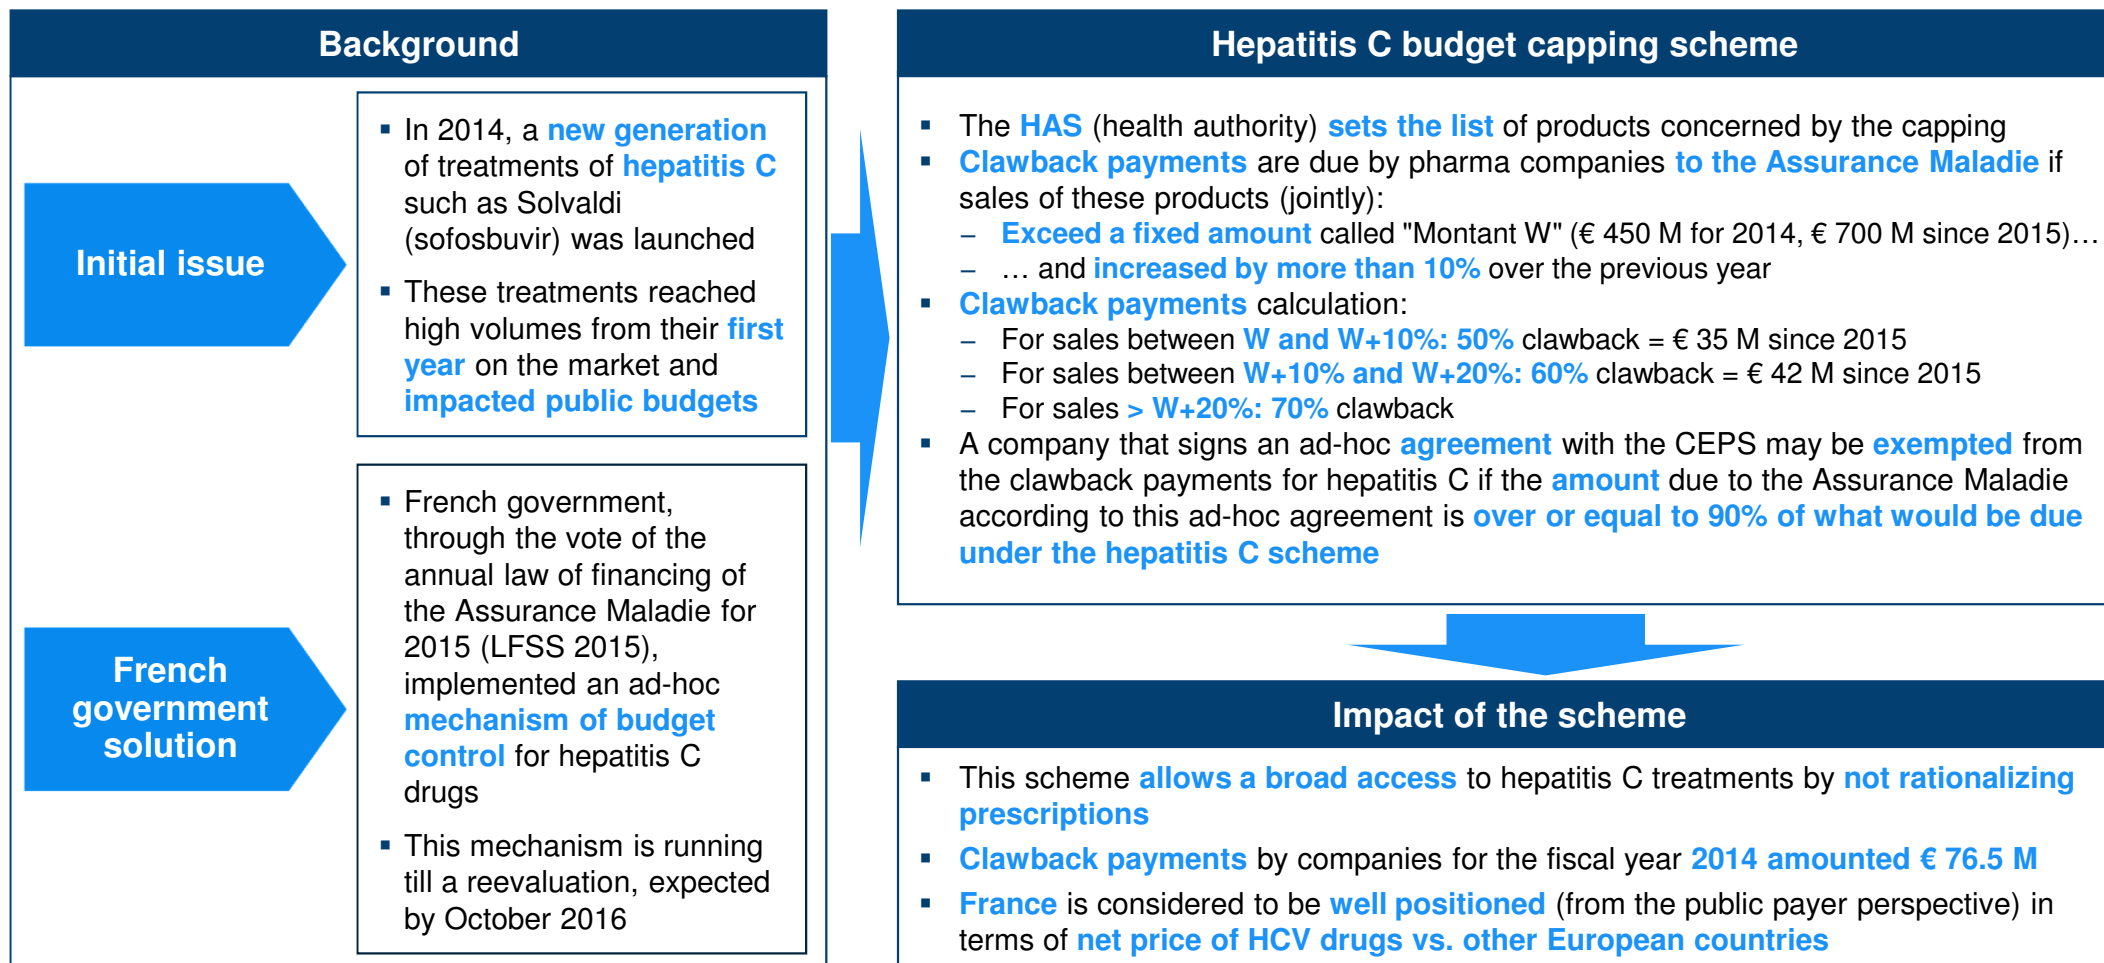 Background
Initial issue
▪ In 2014, a new generation
of treatments of hepatitis C
such as Solvaldi
(sofosbuvir) was launched
▪ These treatments reached
high volumes from their first
year on the market and
impacted public budgets
French
government
solution
▪ French government,
through the vote of the
annual law of financing of
the Assurance Maladie for
2015 (LFSS 2015),
implemented an ad-hoc
mechanism of budget
control for hepatitis C
drugs
▪ This mechanism is running
till a reevaluation, expected
by October 2016
Hepatitis C budget capping scheme
▪ The HAS (health authority) sets the list of products concerned by the capping
▪ Clawback payments are due by pharma companies to the Assurance Maladie if
sales of these products (jointly):
– Exceed a fixed amount called "Montant W" (€ 450 M for 2014, € 700 M since 2015)…
– … and increased by more than 10% over the previous year
▪ Clawback payments calculation:
– For sales between W and W+10%: 50% clawback = € 35 M since 2015
– For sales between W+10% and W+20%: 60% clawback = € 42 M since 2015
– For sales > W+20%: 70% clawback
▪ A company that signs an ad-hoc agreement with the CEPS may be exempted from
the clawback payments for hepatitis C if the amount due to the Assurance Maladie
according to this ad-hoc agreement is over or equal to 90% of what would be due
under the hepatitis C scheme
Impact of the scheme
▪ This scheme allows a broad access to hepatitis C treatments by not rationalizing
prescriptions
▪ Clawback payments by companies for the fiscal year 2014 amounted € 76.5 M
▪ France is considered to be well positioned (from the public payer perspective) in
terms of net price of HCV drugs vs. other European countries